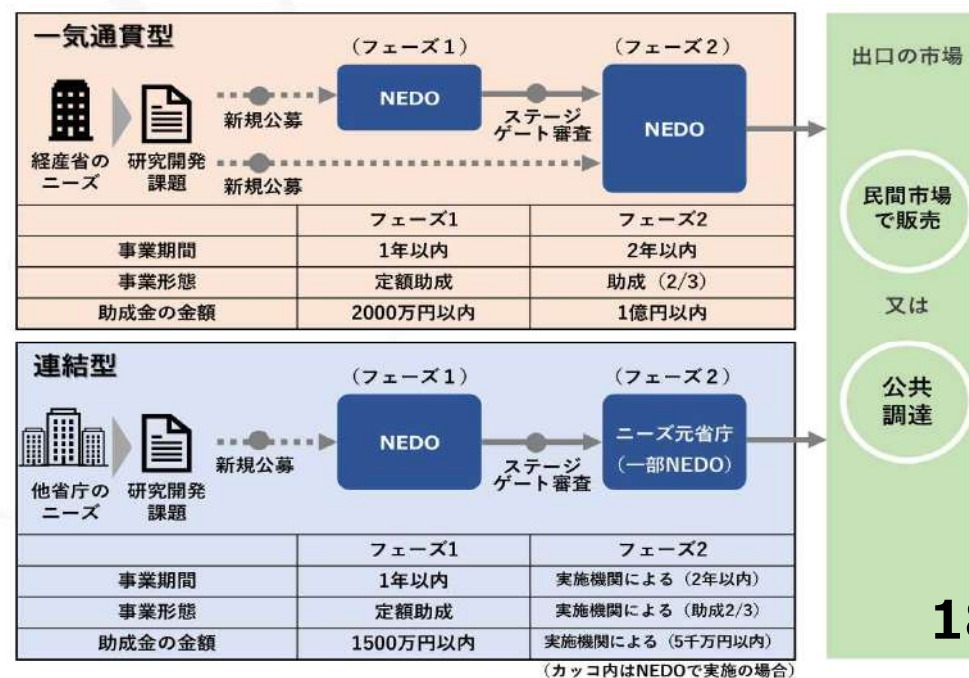 一気通貫型
(フェーズ1)
(フェーズ2)
NEDO
NEDO
新規公募
ステージ
ゲート審査
経産省の
ニーズ
研究開発
課題
新規公募
フェーズ1
フェーズ2
事業期間
1年以内
2年以内
事業形態
定額助成
助成(2/3)
助成金の金額
2000万円以内
1億円以内
連結型
(フェーズ1)
(フェーズ2)
NEDO
ニーズ元省庁
(一部NEDO)
新規公募
ステージ
ゲート審査
他省庁の
ニーズ
研究開発
課題
フェーズ1
フェーズ2
事業期間
1年以内
実施機関による(2年以内)
事業形態
定額助成
実施機関による(助成2/3)
助成金の金額
1500万円以内
実施機関による(5千万円以内)
(カッコ内はNEDOで実施の場合)
出口の市場
民間市場
で販売
又は
公共
調達